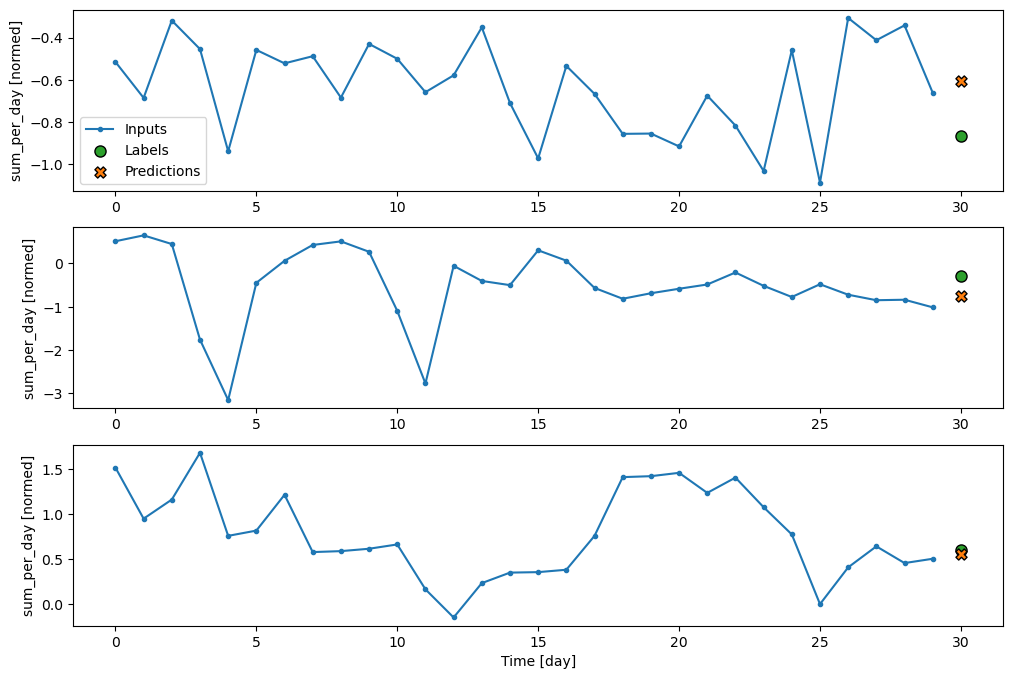 sum_per_day [normed]
−0.4
−0.6
−0.8
−1.0
Inputs
Labels
Predictions
0 5 10 15 20 25 30
sum_per_day [normed]
0
−1
−2
−3
0 5 10 15 20 25 30
sum_per_day [normed]
1.5
1.0
0.5
0.0
0 5 10 15 20 25 30
Time [day]